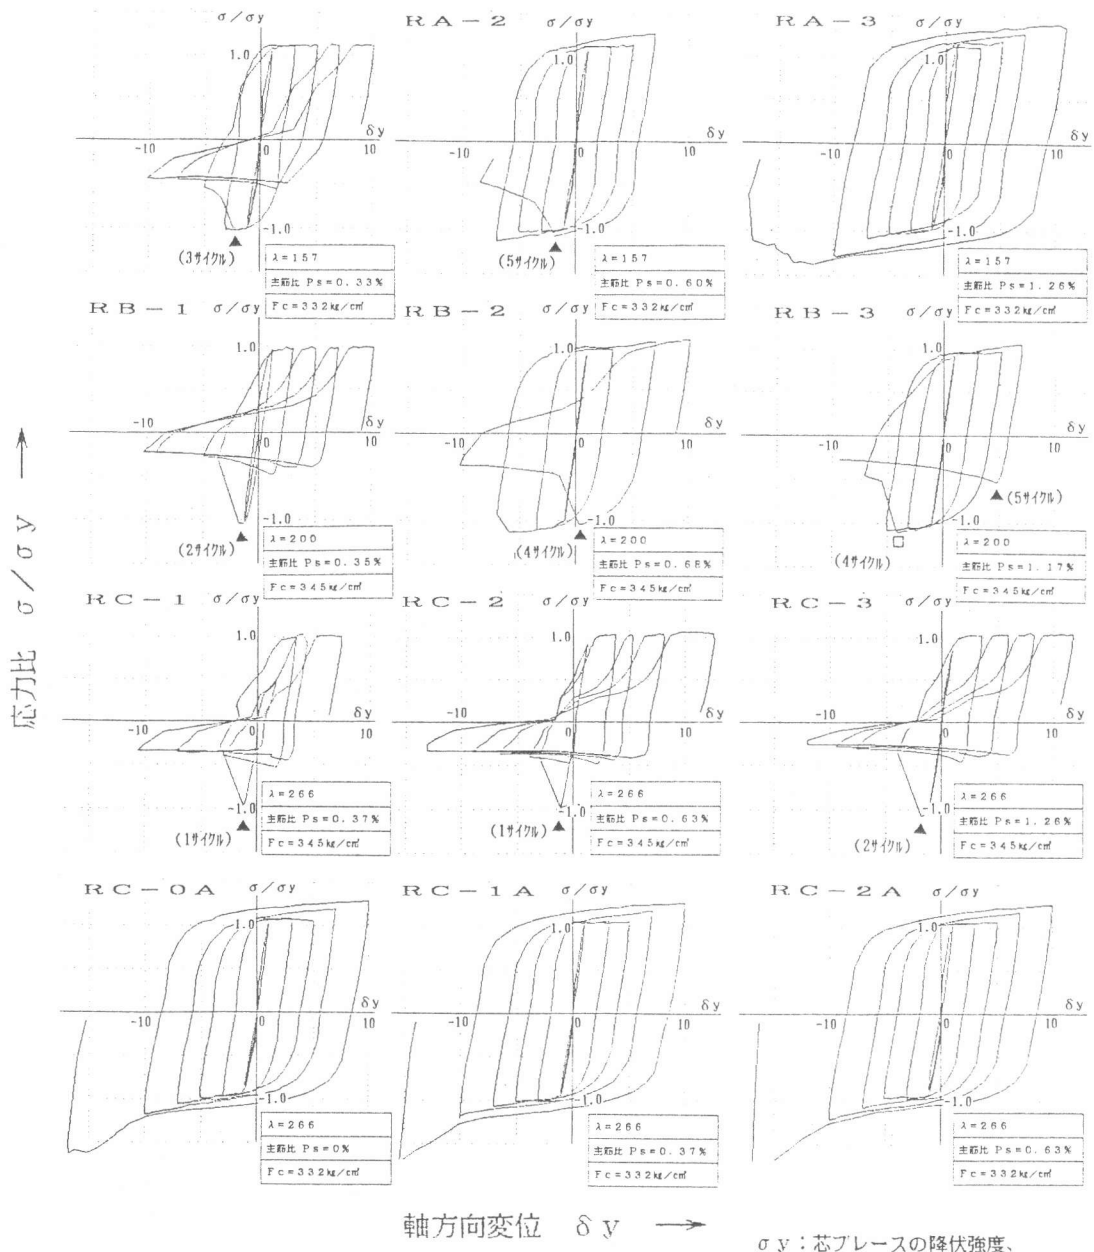 σ/σy
1.0
δy
-10
0
10
-1.0
▲
(3サイクル)
λ=157
主筋比 Ps=0.33%
Fc=332kg/cm²
RA-2 σ/σy
1.0
δy
-10
0
10
-1.0
▲
(5サイクル)
λ=157
主筋比 Ps=0.60%
Fc=332kg/cm²
RA-3 σ/σy
1.0
δy
-10
0
10
-1.0
λ=157
主筋比 Ps=1.26%
Fc=332kg/cm²
RB-1 σ/σy
1.0
δy
-10
0
10
-1.0
▲
(2サイクル)
λ=200
主筋比 Ps=0.35%
Fc=345kg/cm²
RB-2 σ/σy
1.0
δy
-10
0
10
-1.0
▲
(4サイクル)
λ=200
主筋比 Ps=0.68%
Fc=345kg/cm²
RB-3 σ/σy
1.0
δy
-10
0
10
▲(5サイクル)
-1.0
□
(4サイクル)
λ=200
主筋比 Ps=1.17%
Fc=345kg/cm²
RC-1 σ/σy
1.0
δy
-10
0
10
-1.0
▲
(1サイクル)
λ=266
主筋比 Ps=0.37%
Fc=345kg/cm²
RC-2 σ/σy
1.0
δy
-10
0
10
-1.0
▲
(1サイクル)
λ=266
主筋比 Ps=0.63%
Fc=345kg/cm²
RC-3 σ/σy
1.0
δy
-10
0
10
-1.0
▲
(2サイクル)
λ=266
主筋比 Ps=1.26%
Fc=345kg/cm²
RC-0A σ/σy
1.0
δy
-10
0
10
-1.0
λ=266
主筋比 Ps=0%
Fc=332kg/cm²
RC-1A σ/σy
1.0
δy
-10
0
10
-1.0
λ=266
主筋比 Ps=0.37%
Fc=332kg/cm²
RC-2A σ/σy
1.0
δy
-10
0
10
-1.0
λ=266
主筋比 Ps=0.63%
Fc=332kg/cm²
応力比 σ/σy →
軸方向変位 δy →
σy:芯ブレースの降伏強度、